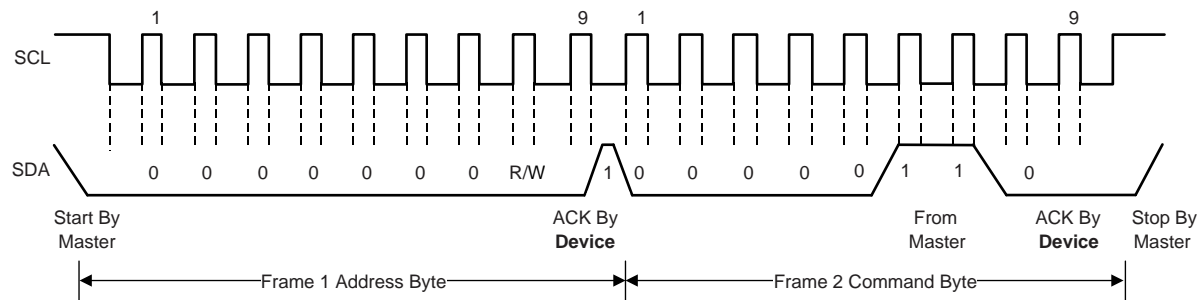 1 9 1 9
SCL
SDA 0 0 0 0 0 0 0 R/W 1 0 0 0 0 0 1 1 0
Start By
Master
ACK By
Device
From
Master
ACK By
Device
Stop By
Master
Frame 1 Address Byte
Frame 2 Command Byte